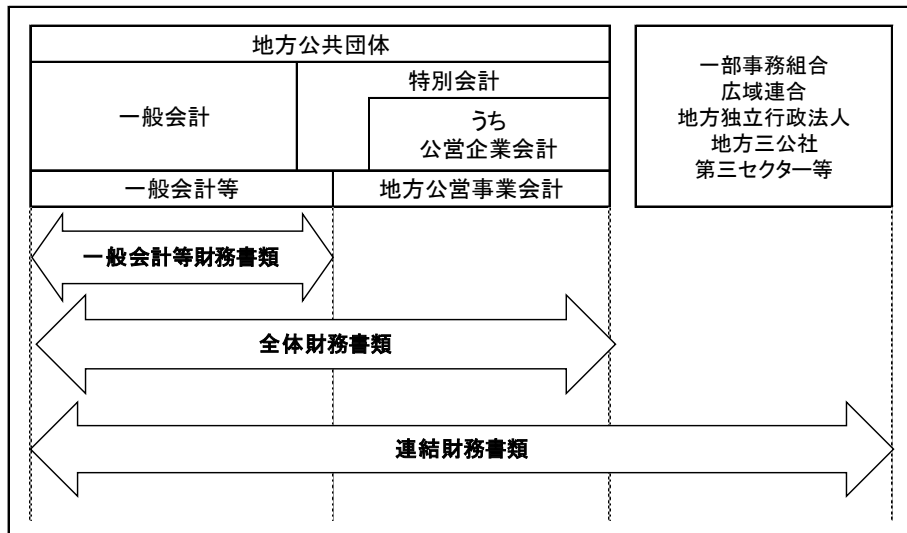 地方公共団体
一般会計
特別会計
うち
公営企業会計
一般会計等
地方公営事業会計
一部事務組合
広域連合
地方独立行政法人
地方三公社
第三セクター等
一般会計等財務書類
全体財務書類
連結財務書類